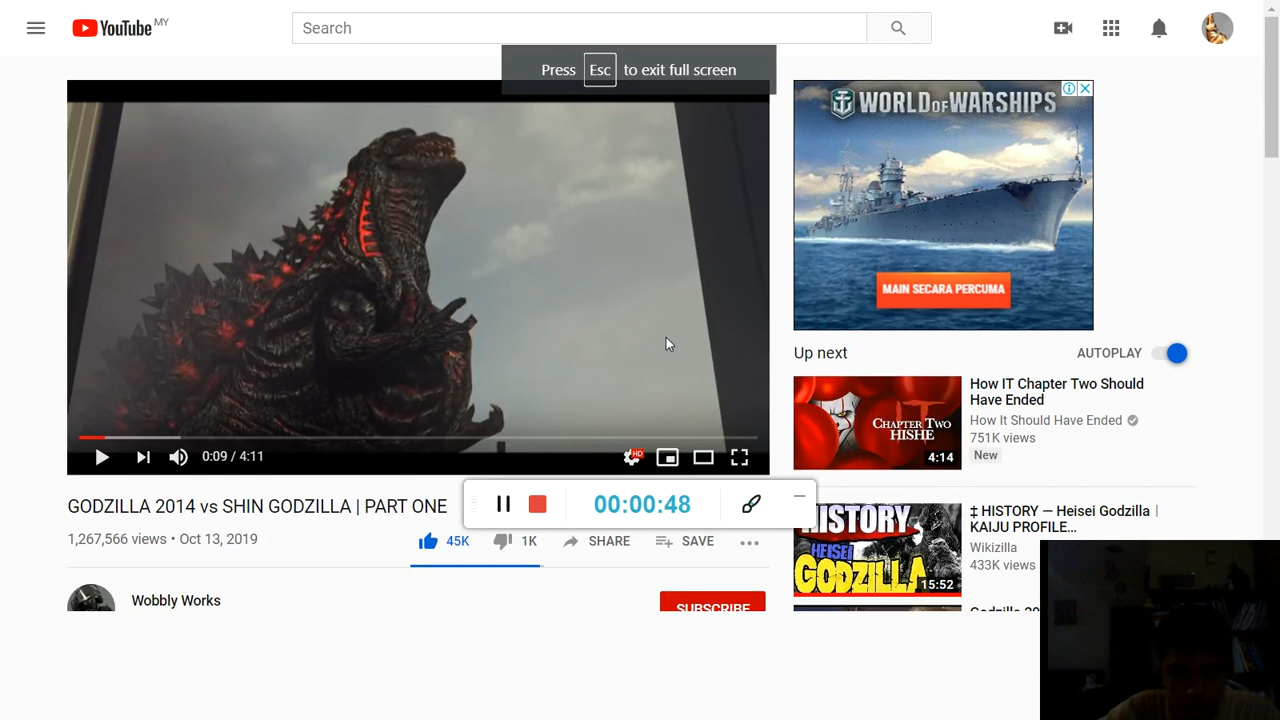 YouTube MY
Search
Press Esc to exit full screen
WORLD OF WARSHIPS
MAIN SECARA PERCUMA
0:09 / 4:11
HD
Up next
AUTOPLAY
How IT Chapter Two Should
Have Ended
How It Should Have Ended
751K views
New
CHAPTER TWO
HISHE
4:14
00:00:48
GODZILLA 2014 vs SHIN GODZILLA | PART ONE
1,267,566 views • Oct 13, 2019
45K
1K
SHARE
SAVE
Wobbly Works
SUBSCRIBE
HISTORY
HEISEI
GODZILLA
15:52
‡ HISTORY — Heisei Godzilla |
KAIJU PROFILE...
Wikizilla
433K views